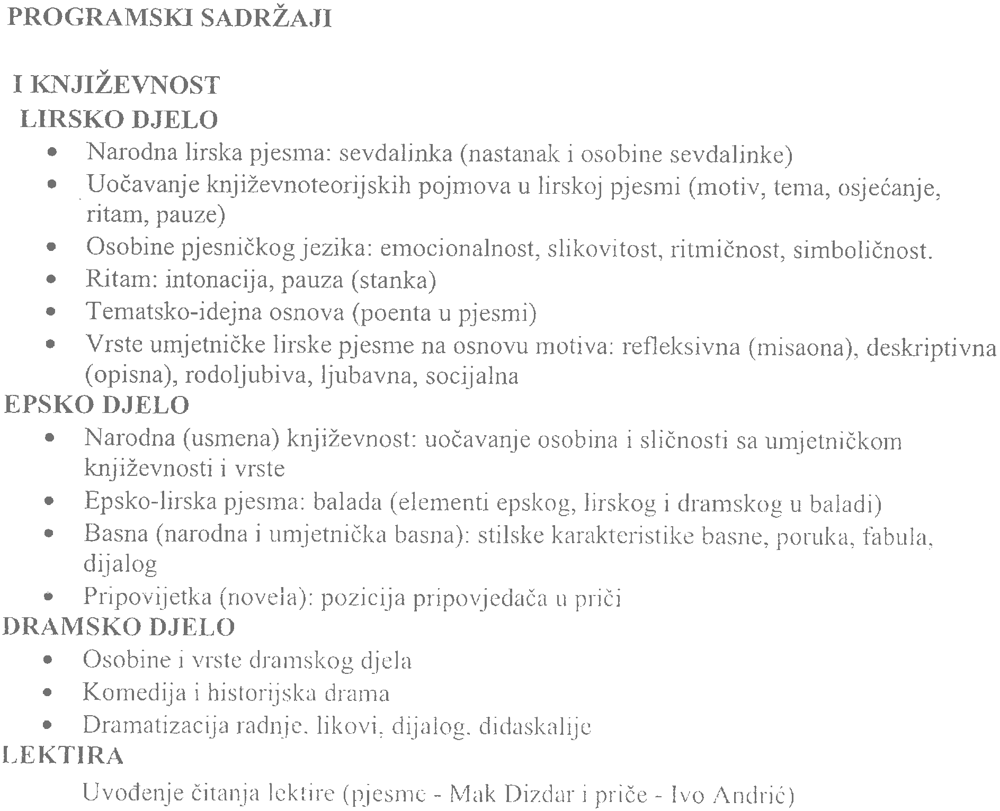 PROGRAMSKI SADRŽAJI
I KNJIŽEVNOST
LIRSKO DJELO
• Narodna lirska pjesma: sevdalinka (nastanak i osobine sevdalinke)
• Uočavanje književnoteorijskih pojmova u lirskoj pjesmi (motiv, tema, osjećanje,
ritam, pauze)
• Osobine pjesničkog jezika: emocionalnost, slikovitost, ritmičnost, simboličnost.
• Ritam: intonacija, pauza (stanka)
• Tematsko-idejna osnova (poenta u pjesmi)
• Vrste umjetničke lirske pjesme na osnovu motiva: refleksivna (misaona), deskriptivna
(opisna), rodoljubiva, ljubavna, socijalna
EPSKO DJELO
• Narodna (usmena) književnost: uočavanje osobina i sličnosti sa umjetničkom
književnosti i vrste
• Epsko-lirska pjesma: balada (elementi epskog, lirskog i dramskog u baladi)
• Basna (narodna i umjetnička basna): stilske karakteristike basne, poruka, fabula,
dijalog
• Pripovijetka (novela): pozicija pripovjedača u priči
DRAMSKO DJELO
• Osobine i vrste dramskog djela
• Komedija i historijska drama
• Dramatizacija radnje, likovi, dijalog, didaskalije
LEKTIRA
Uvođenje čitanja lektire (pjesme - Mak Dizdar i priče - Ivo Andrić)